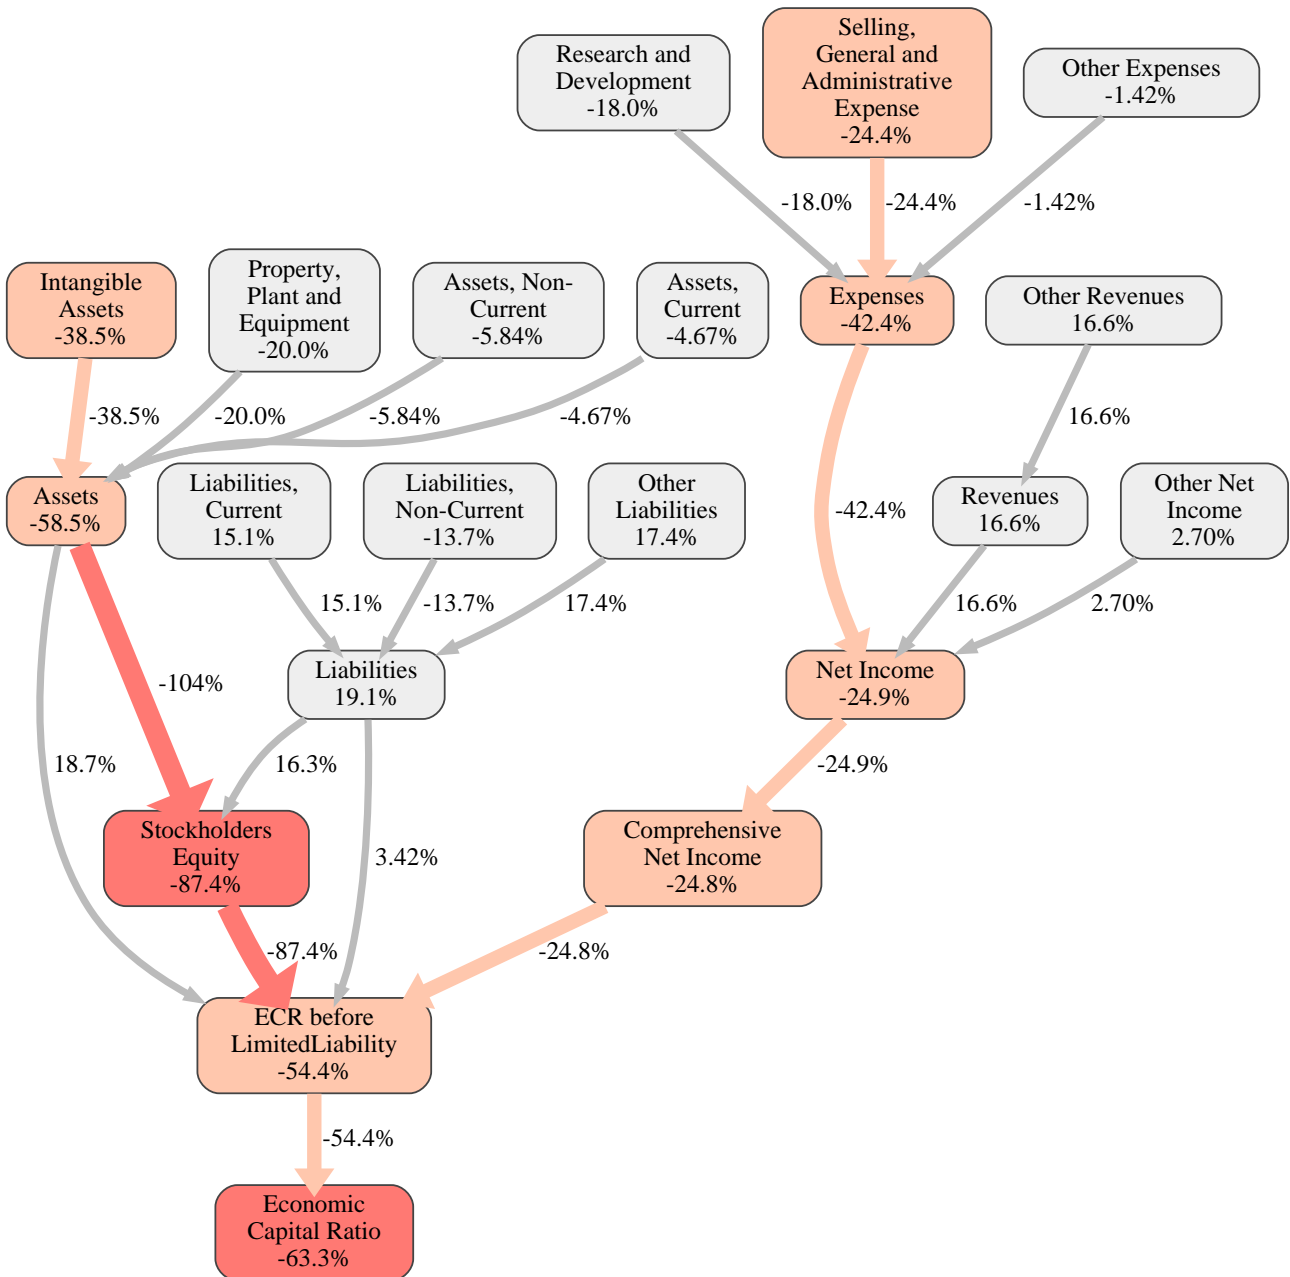 Research and
Development
-18.0%
Selling,
General and
Administrative
Expense
-24.4%
Other Expenses
-1.42%
-18.0%
-24.4%
-1.42%
Intangible
Assets
-38.5%
Property,
Plant and
Equipment
-20.0%
Assets, Non-
Current
-5.84%
Assets,
Current
-4.67%
Expenses
-42.4%
Other Revenues
16.6%
-38.5%
-20.0%
-5.84%
-4.67%
16.6%
Assets
-58.5%
Liabilities,
Current
15.1%
Liabilities,
Non-Current
-13.7%
Other
Liabilities
17.4%
-42.4%
Revenues
16.6%
Other Net
Income
2.70%
15.1%
-13.7%
17.4%
16.6%
2.70%
-104%
Liabilities
19.1%
Net Income
-24.9%
18.7%
16.3%
-24.9%
Stockholders
Equity
-87.4%
3.42%
Comprehensive
Net Income
-24.8%
-87.4%
-24.8%
ECR before
LimitedLiability
-54.4%
-54.4%
Economic
Capital Ratio
-63.3%